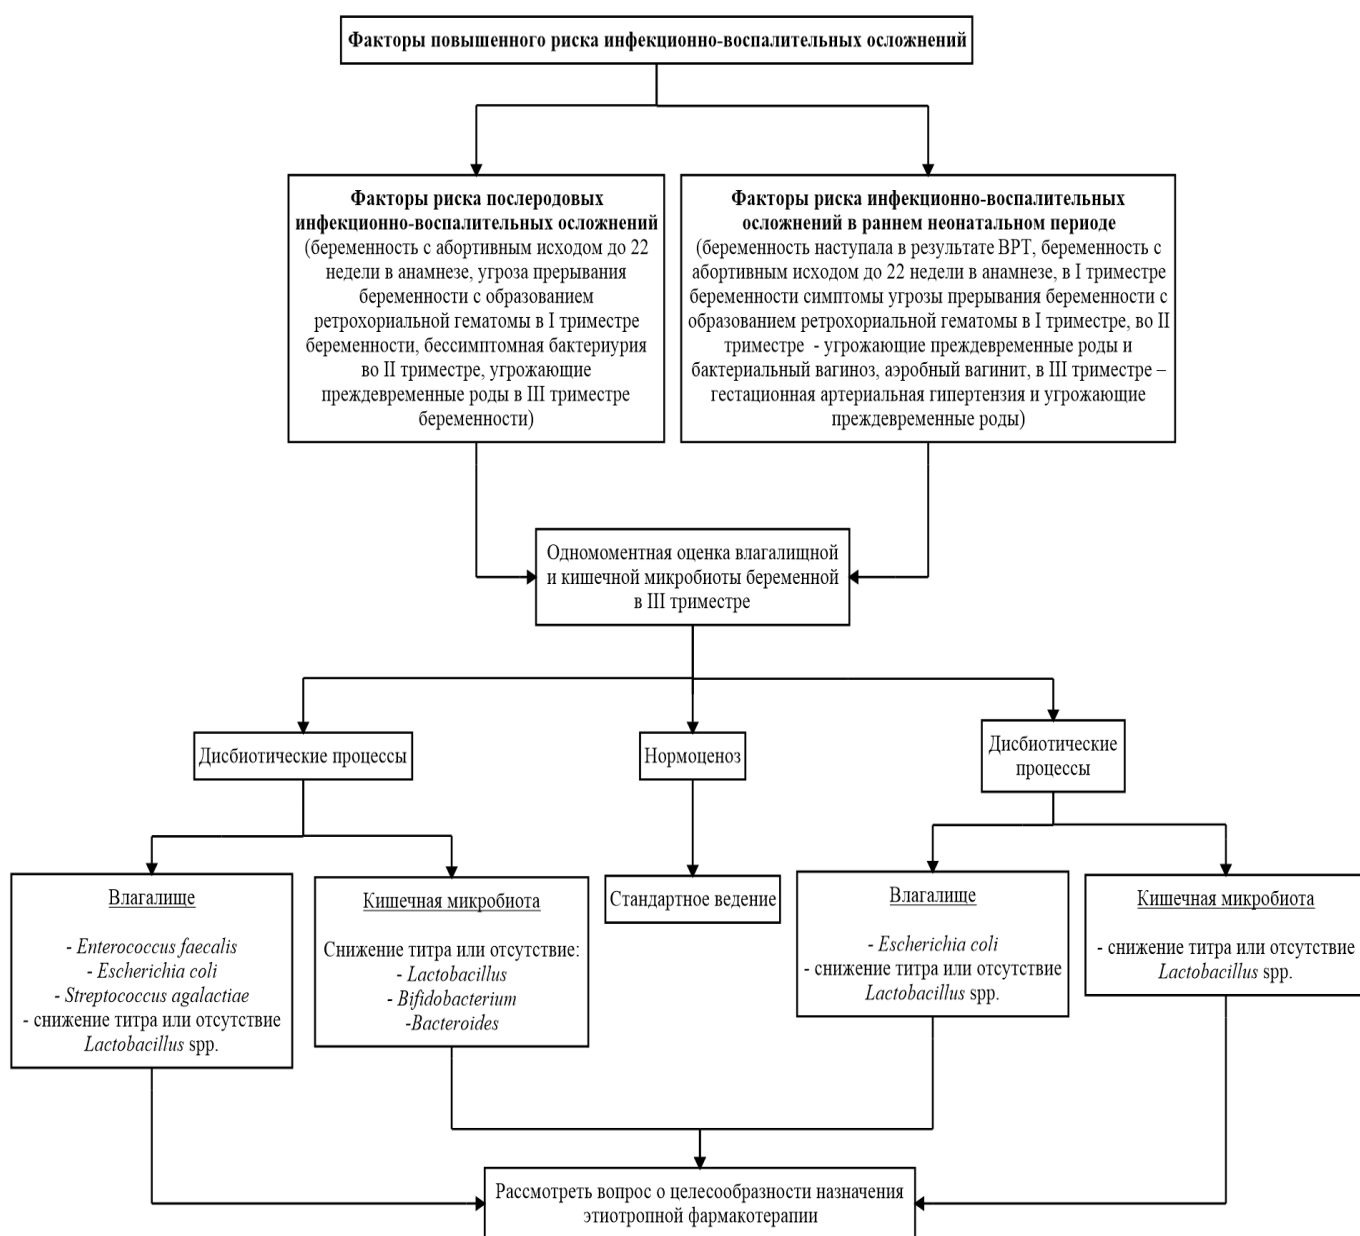 Факторы повышенного риска инфекционно-воспалительных осложнений
Факторы риска послеродовых
инфекционно-воспалительных осложнений
(беременность с абортивным исходом до 22
недели в анамнезе, угроза прерывания
беременности с образованием
ретрохориальной гематомы в I триместре
беременности, бессимптомная бактериурия
во II триместре, угрожающие
преждевременные роды в III триместре
беременности)
Факторы риска инфекционно-воспалительных
осложнений в раннем неонатальном периоде
(беременность наступала в результате ВРТ, беременность с
абортивным исходом до 22 недели в анамнезе, в I триместре
беременности симптомы угрозы прерывания беременности с
образованием ретрохориальной гематомы в I триместре, во II
триместре - угрожающие преждевременные роды и
бактериальный вагиноз, аэробный вагинит, в III триместре –
гестационная артериальная гипертензия и угрожающие
преждевременные роды)
Одномоментная оценка влагалищной
и кишечной микробиоты беременной
в III триместре
Дисбиотические процессы
Нормоценоз
Дисбиотические
процессы
Влагалище
- Enterococcus faecalis
- Escherichia coli
- Streptococcus agalactiae
- снижение титра или отсутствие
Lactobacillus spp.
Кишечная микробиота
Снижение титра или отсутствие:
- Lactobacillus
- Bifidobacterium
-Bacteroides
Стандартное ведение
Влагалище
- Escherichia coli
- снижение титра или отсутствие
Lactobacillus spp.
Кишечная микробиота
- снижение титра или отсутствие
Lactobacillus spp.
Рассмотреть вопрос о целесообразности назначения
этиотропной фармакотерапии